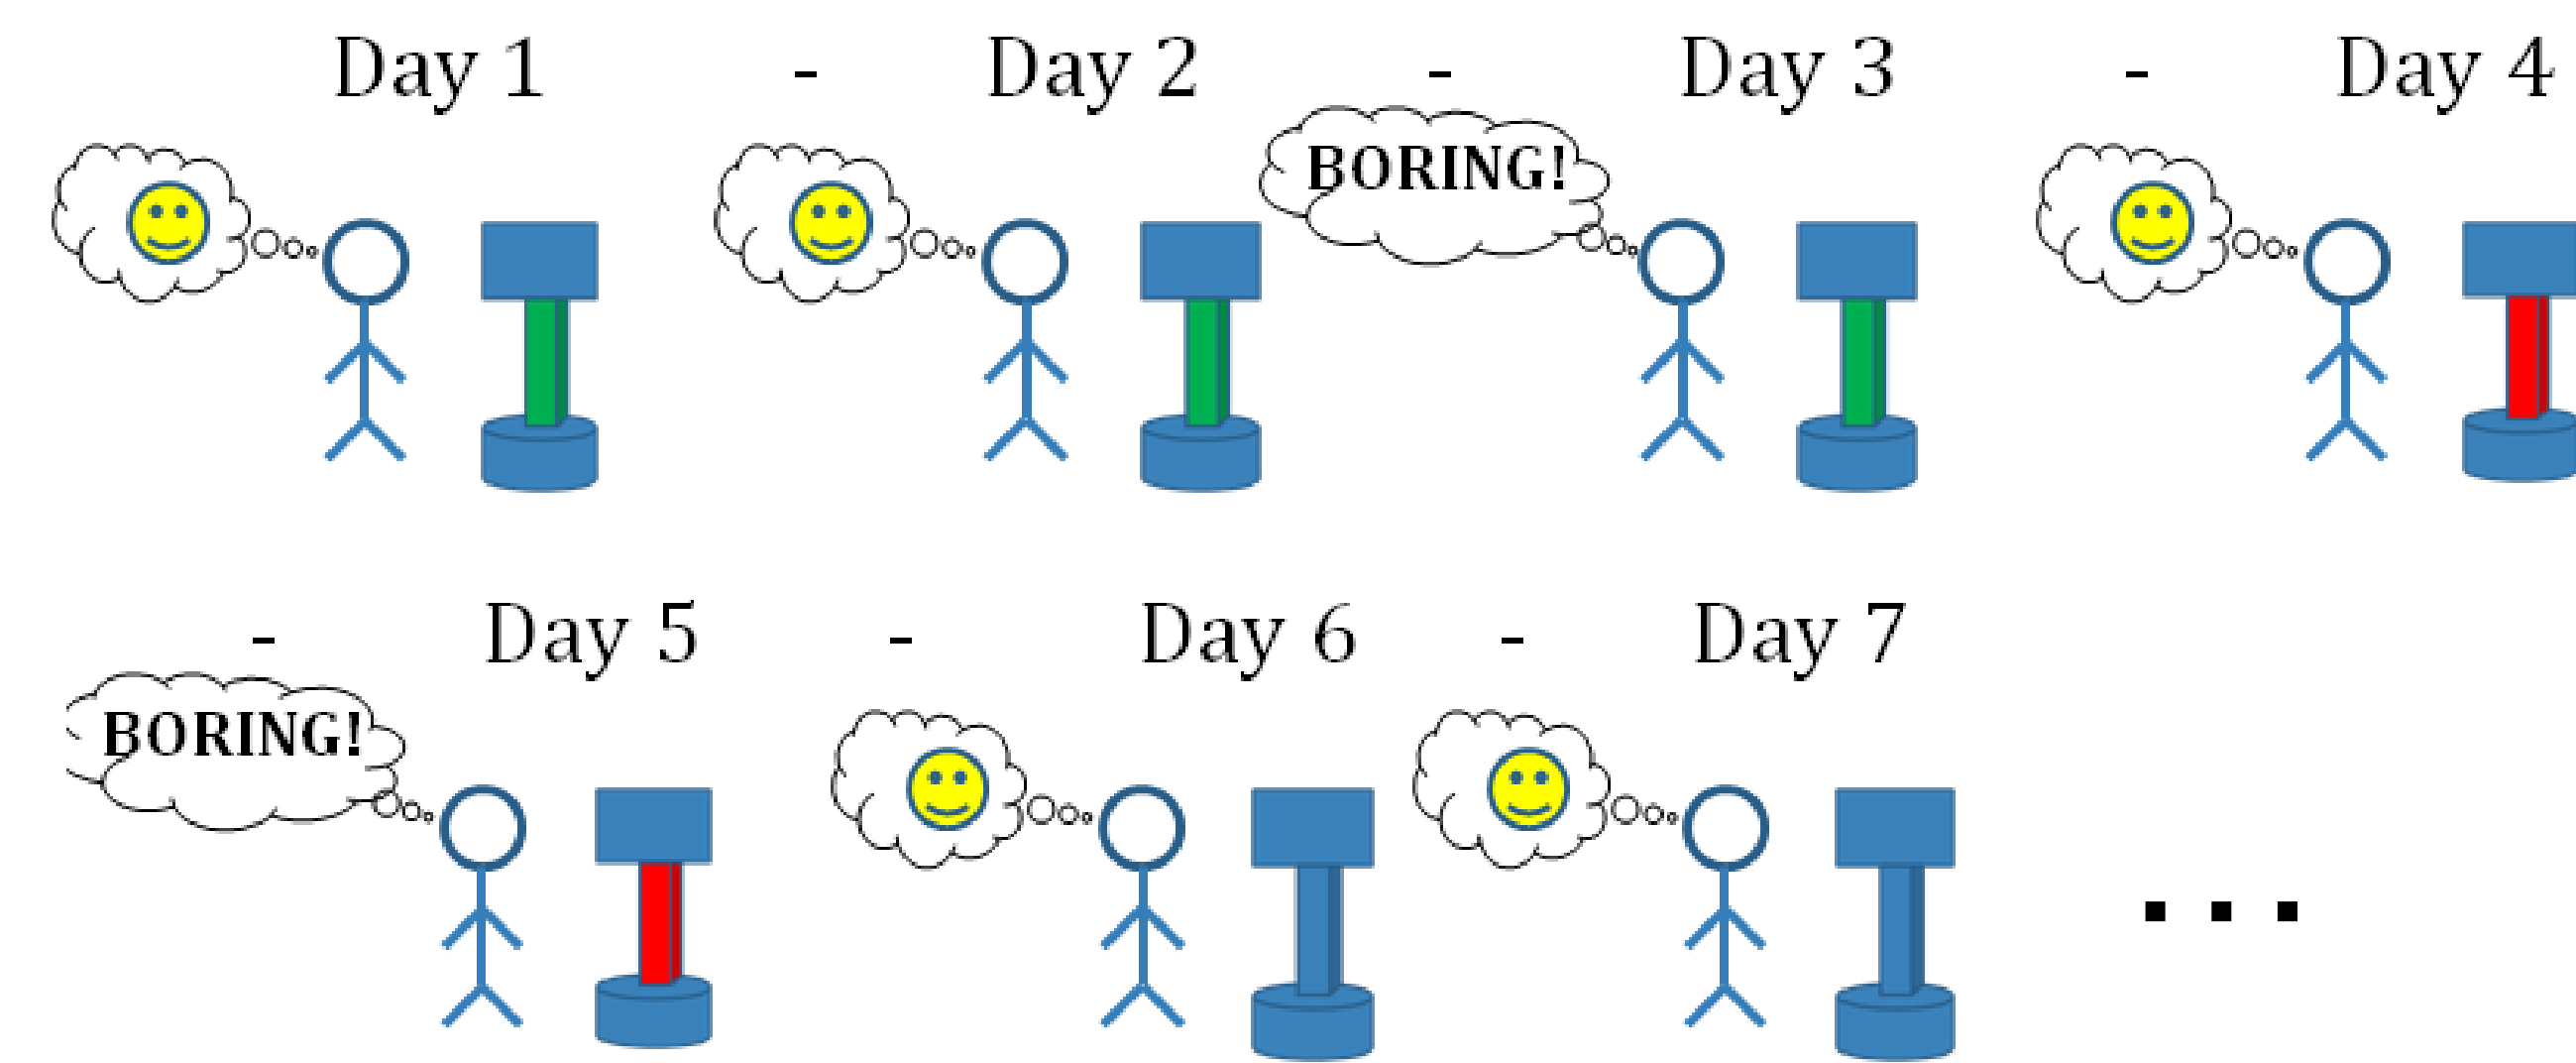 Day 1 - Day 2 - Day 3 - Day 4
BORING!
- Day 5 - Day 6 - Day 7
BORING!
...